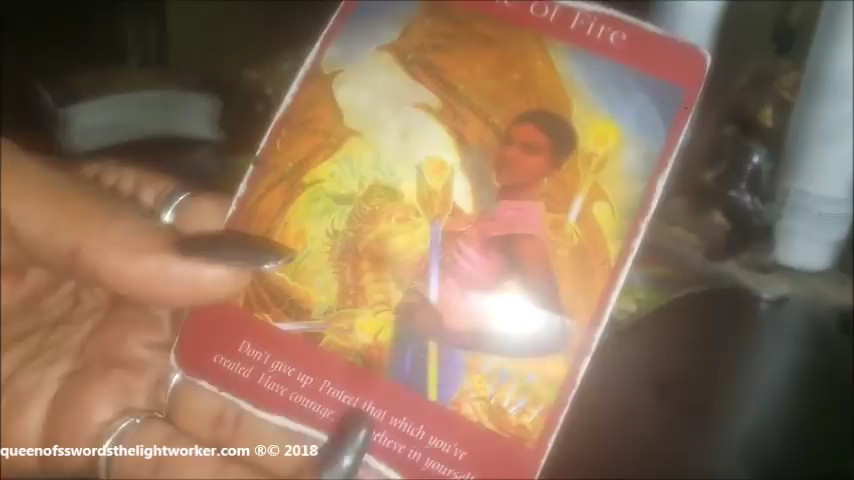 of Fire
Don't give up Protect that which you've
created Have courage believe in yourself
queenofsswordsthelightworker.com ®© 2018